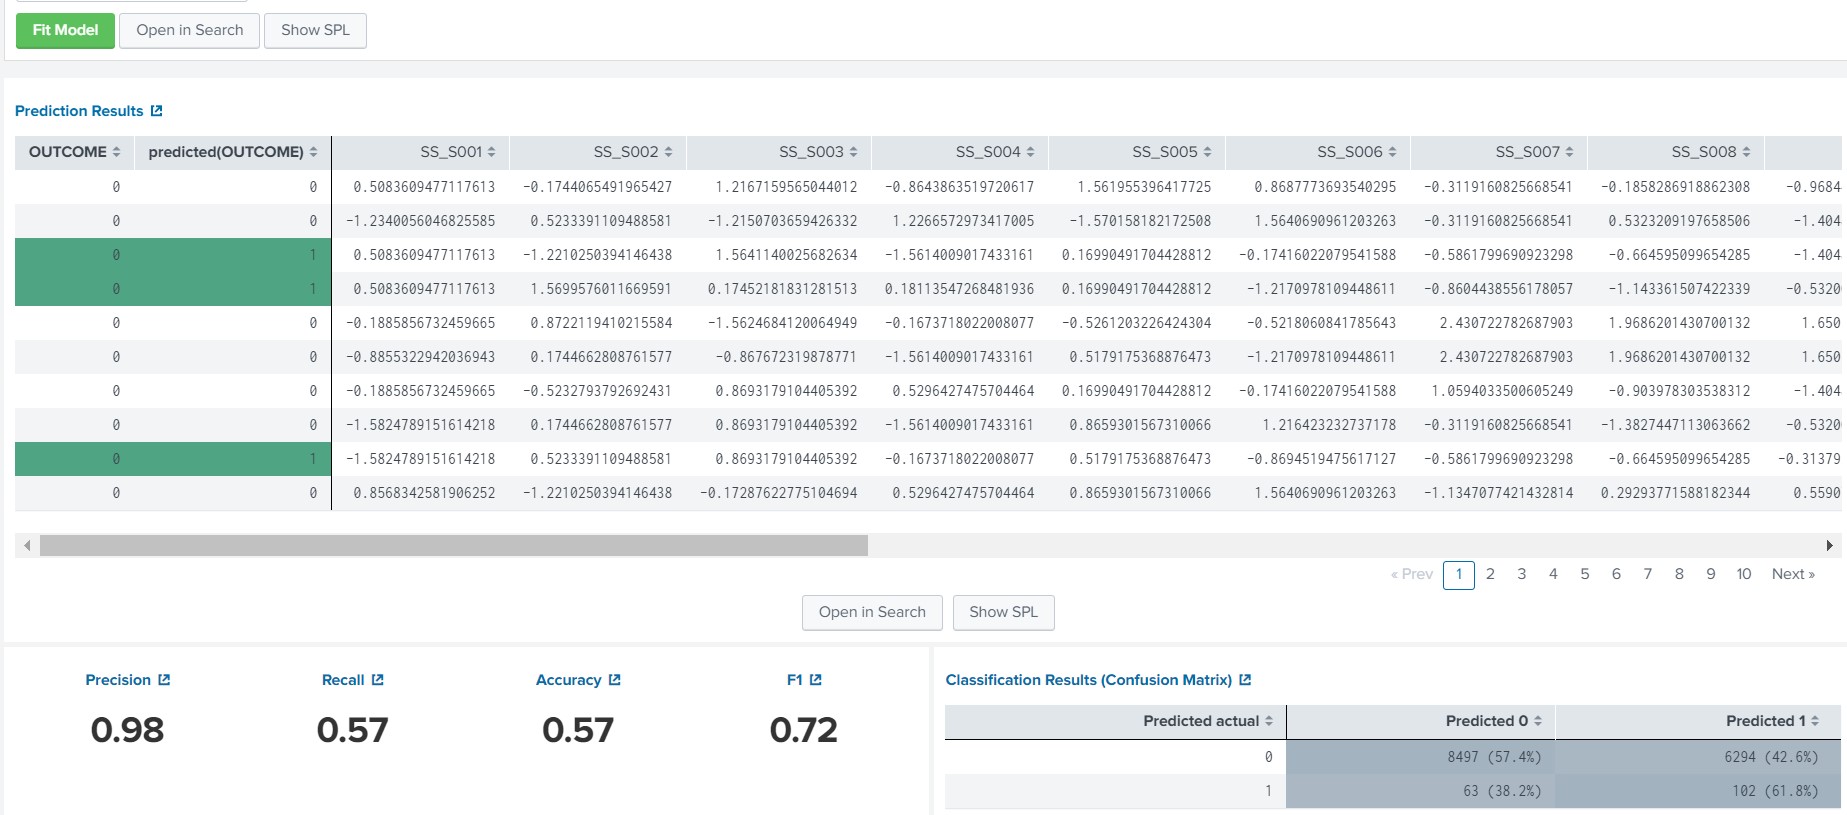 Fit Model Open in Search Show SPL
Prediction Results
OUTCOME predicted(OUTCOME) SS_S001 SS_S002 SS_S003 SS_S004 SS_S005 SS_S006 SS_S007 SS_S008
0 0 0.5083609477117613 -0.1744065491965427 1.2167159565044012 -0.8643863519720617 1.561955396417725 0.8687773693540295 -0.3119160825668541 -0.1858286918862308 -0.9684
0 0 -1.2340056046825585 0.5233391109488581 -1.2150703659426332 1.2266572973417005 -1.570158182172508 1.5640690961203263 -0.3119160825668541 0.5323209197658506 -1.404
0 1 0.5083609477117613 -1.2210250394146438 1.5641140025682634 -1.5614009017433161 0.16990491704428812 -0.17416022079541588 -0.5861799690923298 -0.664595099654285 -1.404
0 1 0.5083609477117613 1.5699576011669591 0.17452181831281513 0.18113547268481936 0.16990491704428812 -1.2170978109448611 -0.8604438556178057 -1.143361507422339 -0.5320
0 0 -0.1885856732459665 0.8722119410215584 -1.5624684120064949 -0.1673718022008077 -0.5261203226424304 -0.5218060841785643 2.430722782687903 1.9686201430700132 1.650
0 0 -0.8855322942036943 0.1744662808761577 -0.867672319878771 -1.5614009017433161 0.5179175368876473 -1.2170978109448611 2.430722782687903 1.9686201430700132 1.650
0 0 -0.1885856732459665 -0.5232793792692431 0.8693179104405392 0.5296427475704464 0.16990491704428812 -0.17416022079541588 1.0594033500605249 -0.903978303538312 -1.404
0 0 -1.5824789151614218 0.1744662808761577 0.8693179104405392 -1.5614009017433161 0.8659301567310066 1.216423232737178 -0.3119160825668541 -1.3827447113063662 -0.5320
0 1 -1.5824789151614218 0.5233391109488581 0.8693179104405392 -0.1673718022008077 0.5179175368876473 -0.8694519475617127 -0.5861799690923298 -0.664595099654285 -0.31379
0 0 0.8568342581906252 -1.2210250394146438 -0.17287622775104694 0.5296427475704464 0.8659301567310066 1.5640690961203263 -1.1347077421432814 0.29293771588182344 0.5590
« Prev 1 2 3 4 5 6 7 8 9 10 Next »
Open in Search Show SPL
Precision Recall Accuracy F1
0.98 0.57 0.57 0.72
Classification Results (Confusion Matrix)
Predicted actual Predicted 0 Predicted 1
0 8497 (57.4%) 6294 (42.6%)
1 63 (38.2%) 102 (61.8%)